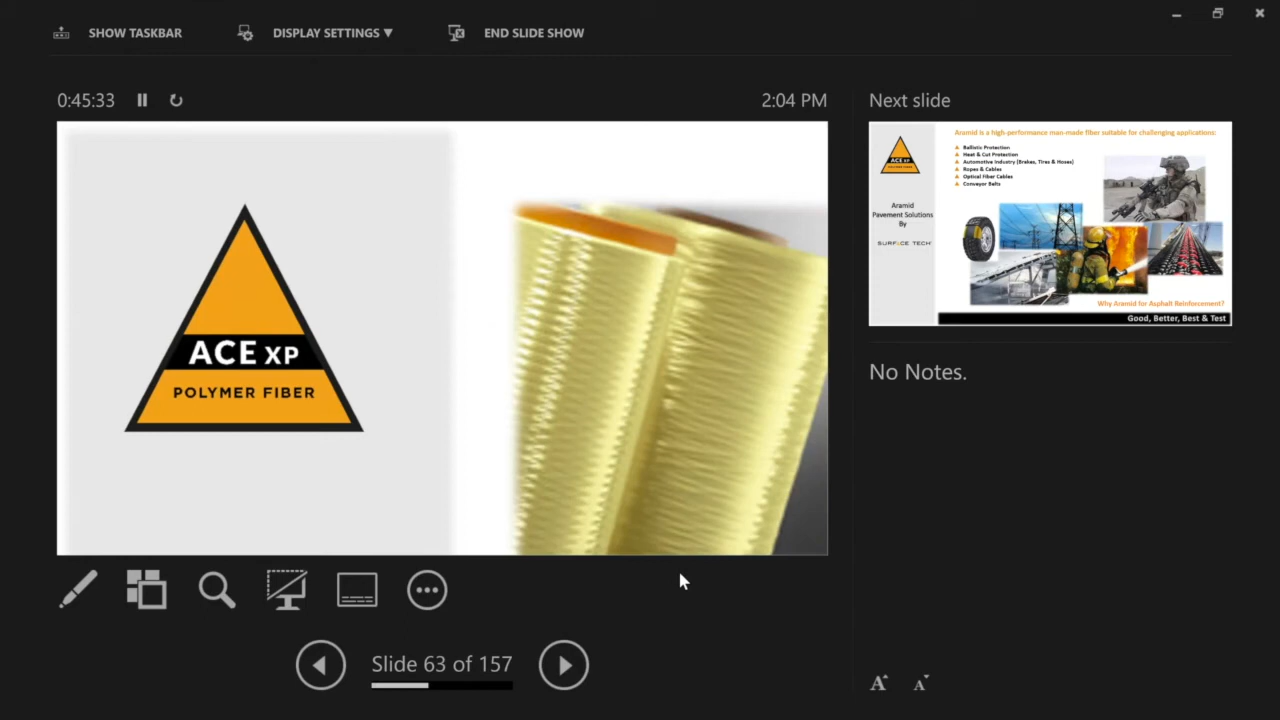 SHOW TASKBAR
DISPLAY SETTINGS ▼
END SLIDE SHOW
0:45:33
2:04 PM
Next slide
ACE XP
POLYMER FIBER
Aramid is a high-performance man-made fiber suitable for challenging applications:
Ballistic Protection
Heat & Cut Protection
Automotive Industry (Brakes, Tires & Hoses)
Ropes & Cables
Optical Fiber Cables
Conveyor Belts
ACE XP
Aramid
Pavement Solutions
By
SURFACE TECH
Why Aramid for Asphalt Reinforcement?
Good, Better, Best & Test
No Notes.
Slide 63 of 157
A A